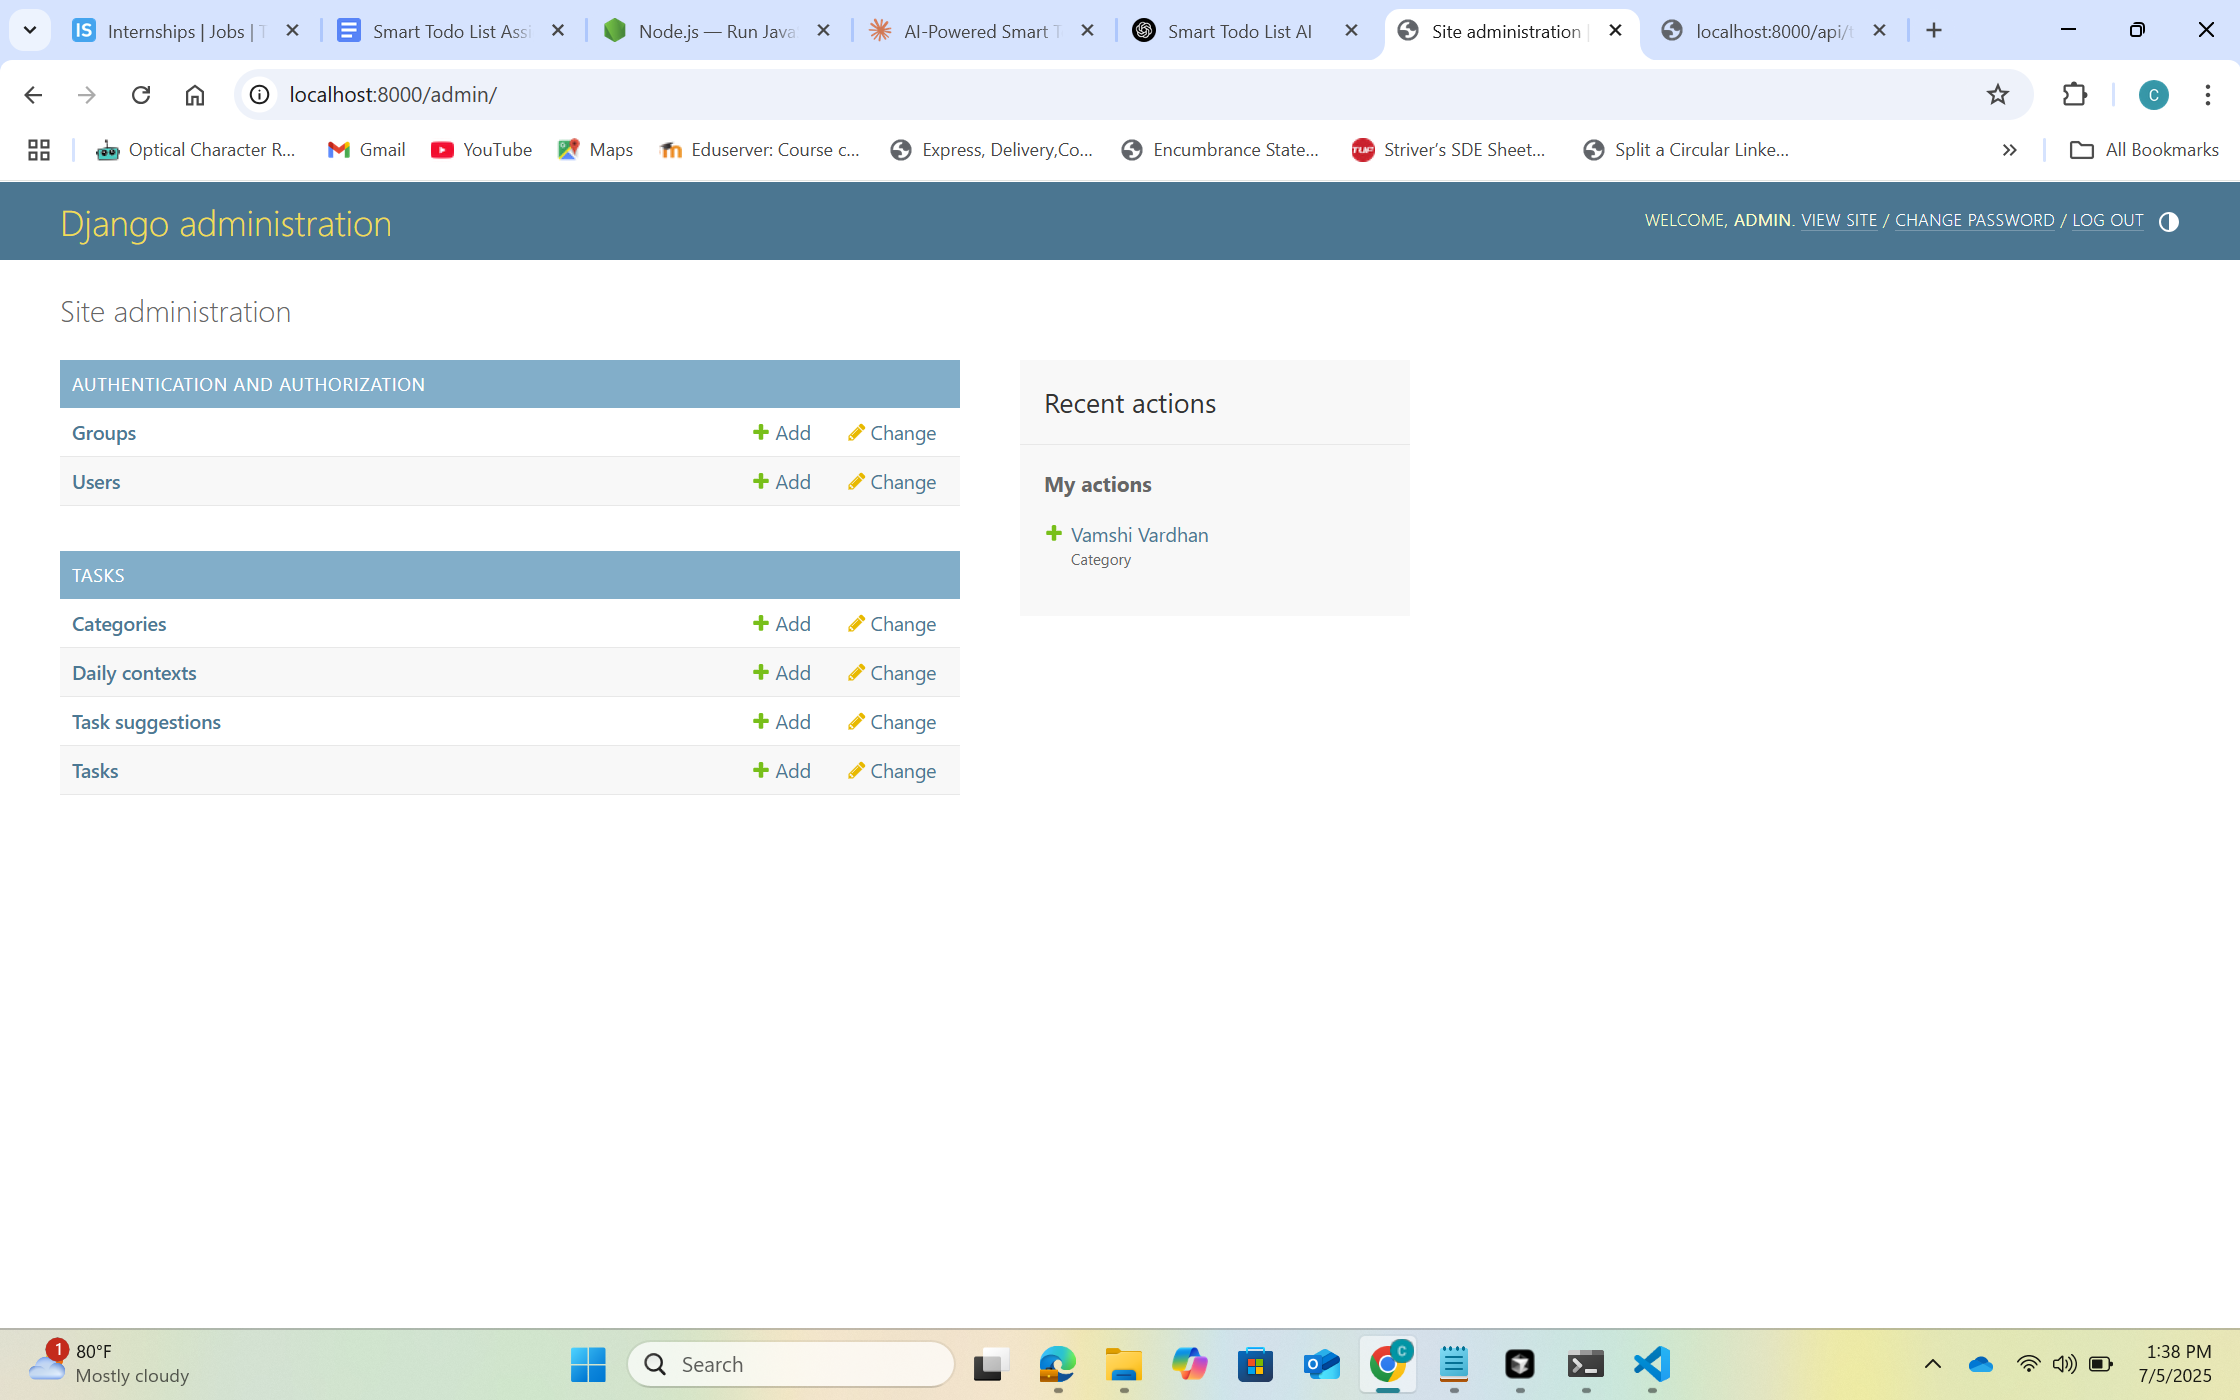 IS Internships | Jobs | T
Smart Todo List Assi
Node.js — Run Java
AI-Powered Smart T
Smart Todo List AI
Site administration |
localhost:8000/api/t
localhost:8000/admin/
C
Optical Character R...
Gmail
YouTube
Maps
Eduserver: Course c...
Express, Delivery,Co...
Encumbrance State...
TUF Striver's SDE Sheet...
Split a Circular Linke...
All Bookmarks
Django administration
WELCOME, ADMIN. VIEW SITE / CHANGE PASSWORD / LOG OUT
Site administration
AUTHENTICATION AND AUTHORIZATION
Groups Add Change
Users Add Change
TASKS
Categories Add Change
Daily contexts Add Change
Task suggestions Add Change
Tasks Add Change
Recent actions
My actions
Vamshi Vardhan
Category
1
80°F
Mostly cloudy
Search
C
1:38 PM
7/5/2025